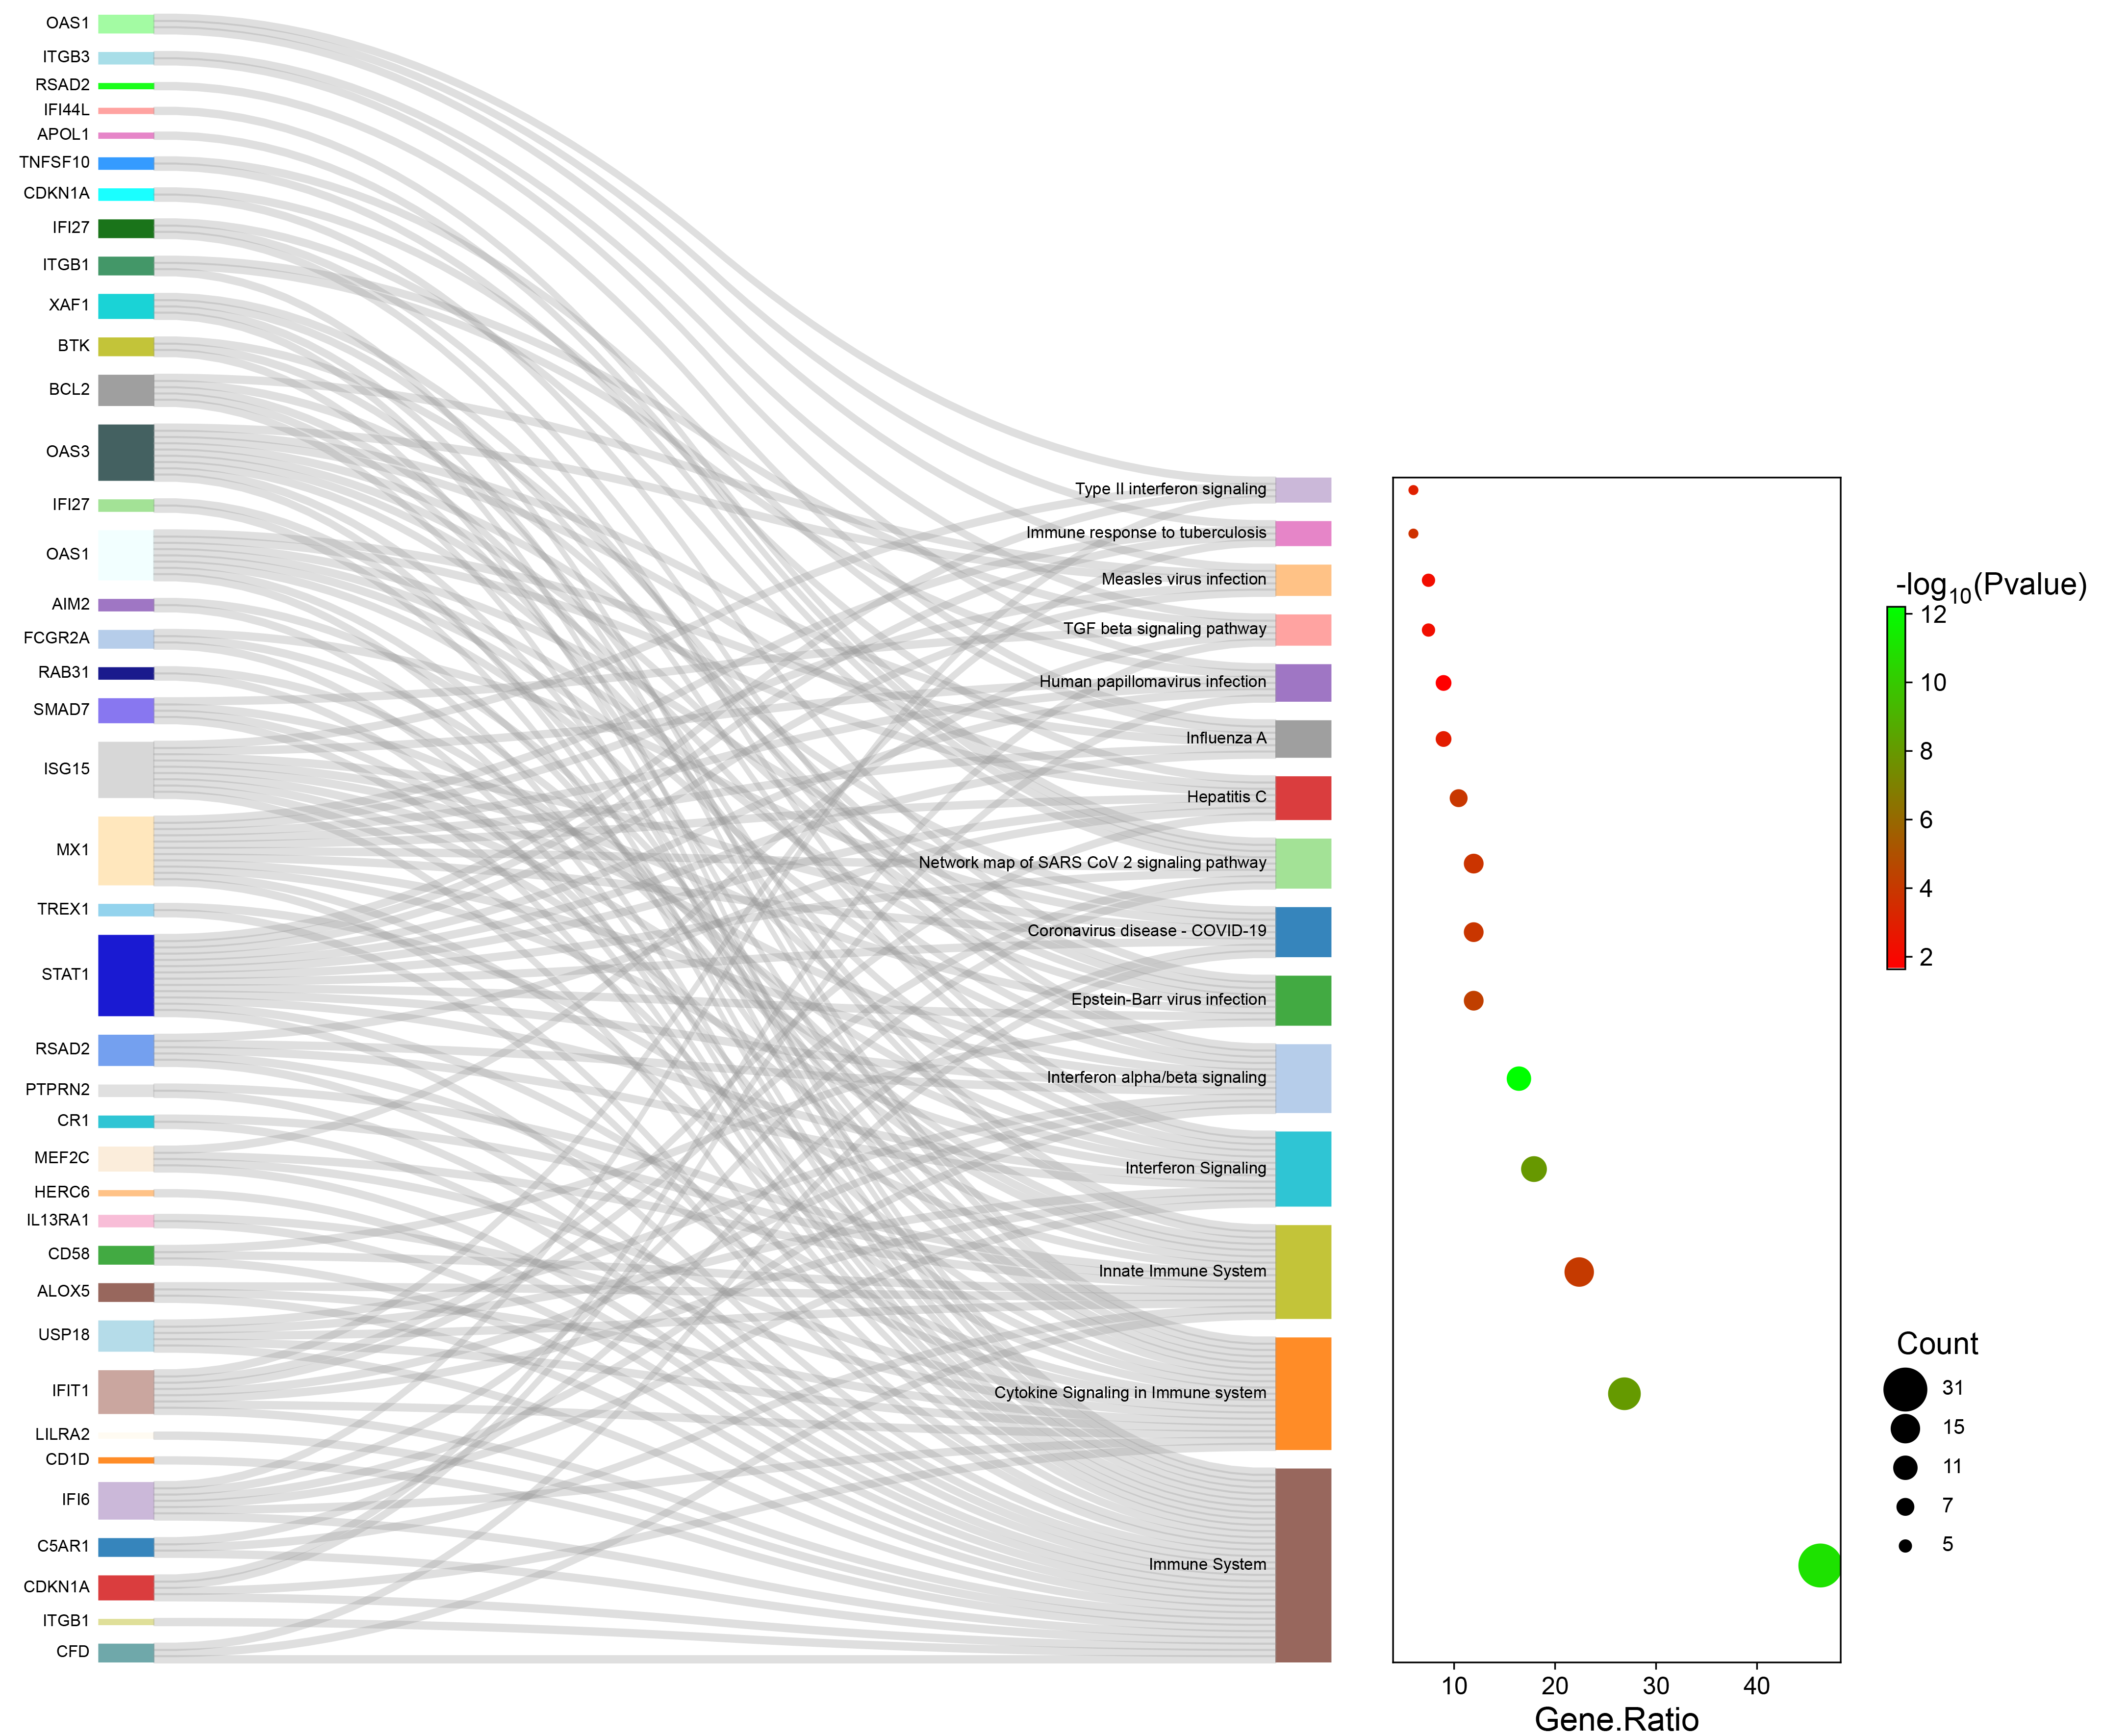 OAS1
ITGB3
RSAD2
IFI44L
APOL1
TNFSF10
CDKN1A
IFI27
ITGB1
XAF1
BTK
BCL2
OAS3
IFI27
OAS1
AIM2
FCGR2A
RAB31
SMAD7
ISG15
MX1
TREX1
STAT1
RSAD2
PTPRN2
CR1
MEF2C
HERC6
IL13RA1
CD58
ALOX5
USP18
IFIT1
LILRA2
CD1D
IFI6
C5AR1
CDKN1A
ITGB1
CFD
Type II interferon signaling
Immune response to tuberculosis
Measles virus infection
TGF beta signaling pathway
Human papillomavirus infection
Influenza A
Hepatitis C
Network map of SARS CoV 2 signaling pathway
Coronavirus disease - COVID-19
Epstein-Barr virus infection
Interferon alpha/beta signaling
Interferon Signaling
Innate Immune System
Cytokine Signaling in Immune system
Immune System
10 20 30 40
Gene.Ratio
-log10(Pvalue)
12
10
8
6
4
2
Count
31
15
11
7
5